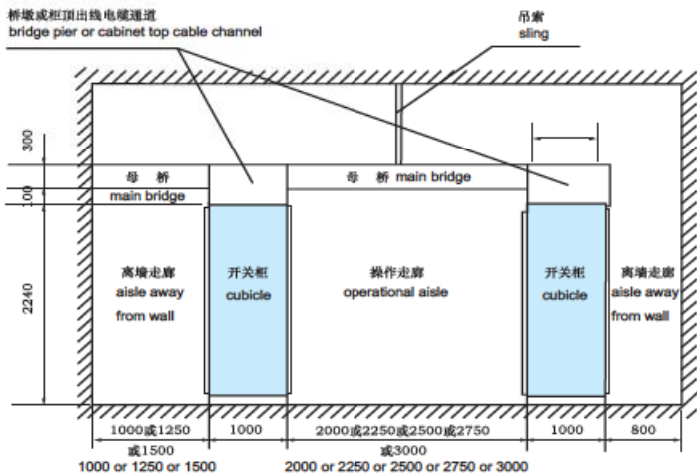 桥墩或柜顶出线电缆通道
bridge pier or cabinet top cable channel
吊索
sling
300
100
2240
母 桥
main bridge
母 桥 main bridge
离墙走廊
aisle away
from wall
开关柜
cubicle
操作走廊
operational aisle
开关柜
cubicle
离墙走廊
aisle away
from wall
1000或1250
或1500
1000 or 1250 or 1500
1000
2000或2250或2500或2750
或3000
2000 or 2250 or 2500 or 2750 or 3000
1000
800